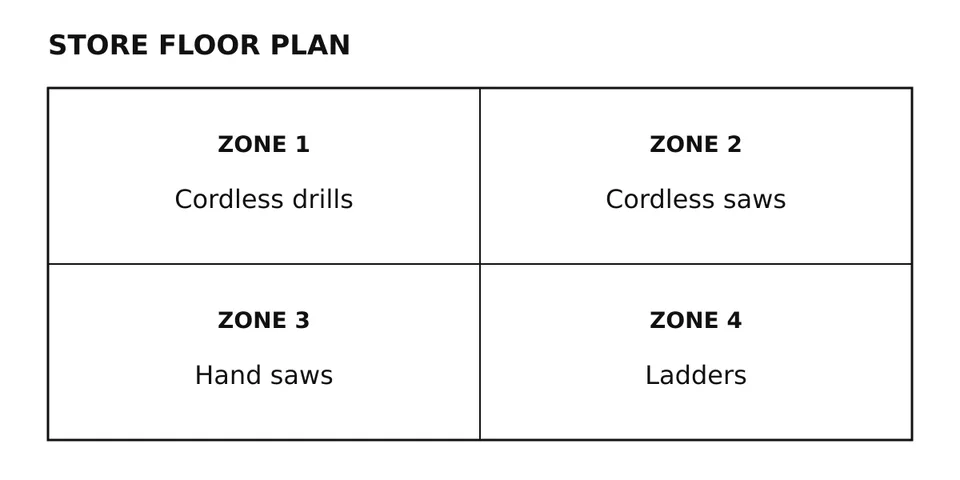 STORE FLOOR PLAN
ZONE 1
Cordless drills
ZONE 2
Cordless saws
ZONE 3
Hand saws
ZONE 4
Ladders